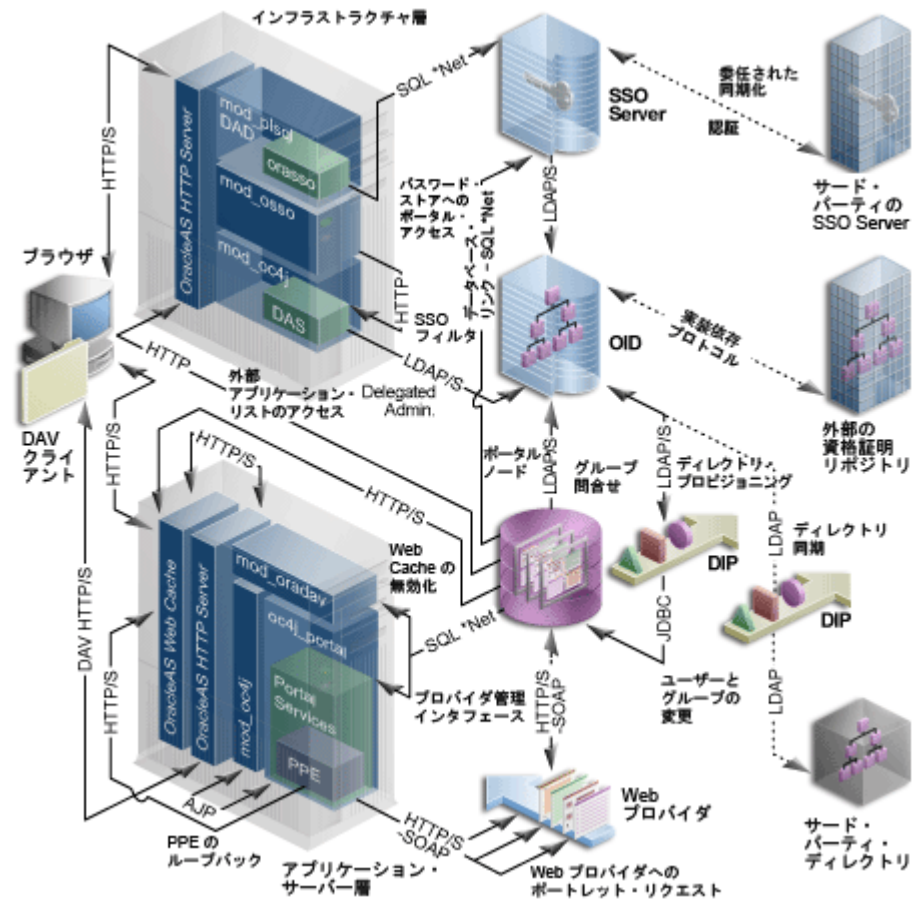 インフラストラクチャ層
SQL *Net
SSO
Server
委任された
同期化
認証
サード・
パーティの
SSO Server
HTTP/S
OracleAS HTTP Server
mod_plsql
DAD
orasso
mod_osso
mod_oc4j
DAS
パスワード・
ストアへの
ポータル・
アクセス
データベース・
リンク - SQL *Net
LDAP/S
ブラウザ
HTTP
SSO
フィルタ
OID
実装依存
プロトコル
HTTP
LDAP/S
外部
アプリケーション・
リストのアクセス
Delegated
Admin.
DAV
クライ
アント
HTTP/S
HTTP/S
HTTP/S
ポータル・
ノード
LDAP/S
グループ
問合せ
LDAP/S
ディレクトリ・
プロビジョニング
外部の
資格証明
リポジトリ
DIP
LDAP
ディレクトリ
同期
DIP
JDBC
Web
Cache の
無効化
mod_oraday
oc4j_portal
OracleAS Web Cache
OracleAS HTTP Server
mod_oc4j
Portal
Services
PPE
SQL *Net
DAV HTTP/S
HTTP/S
プロバイダ管理
インタフェース
HTTP/S
-SOAP
ユーザーと
グループの
変更
LDAP
AJP
HTTP/S
-SOAP
Web
プロバイダ
PPE の
ループバック
アプリケーション・
サーバー層
Web プロバイダへの
ポートレット・リクエスト
サード・
パーティ・
ディレクトリ